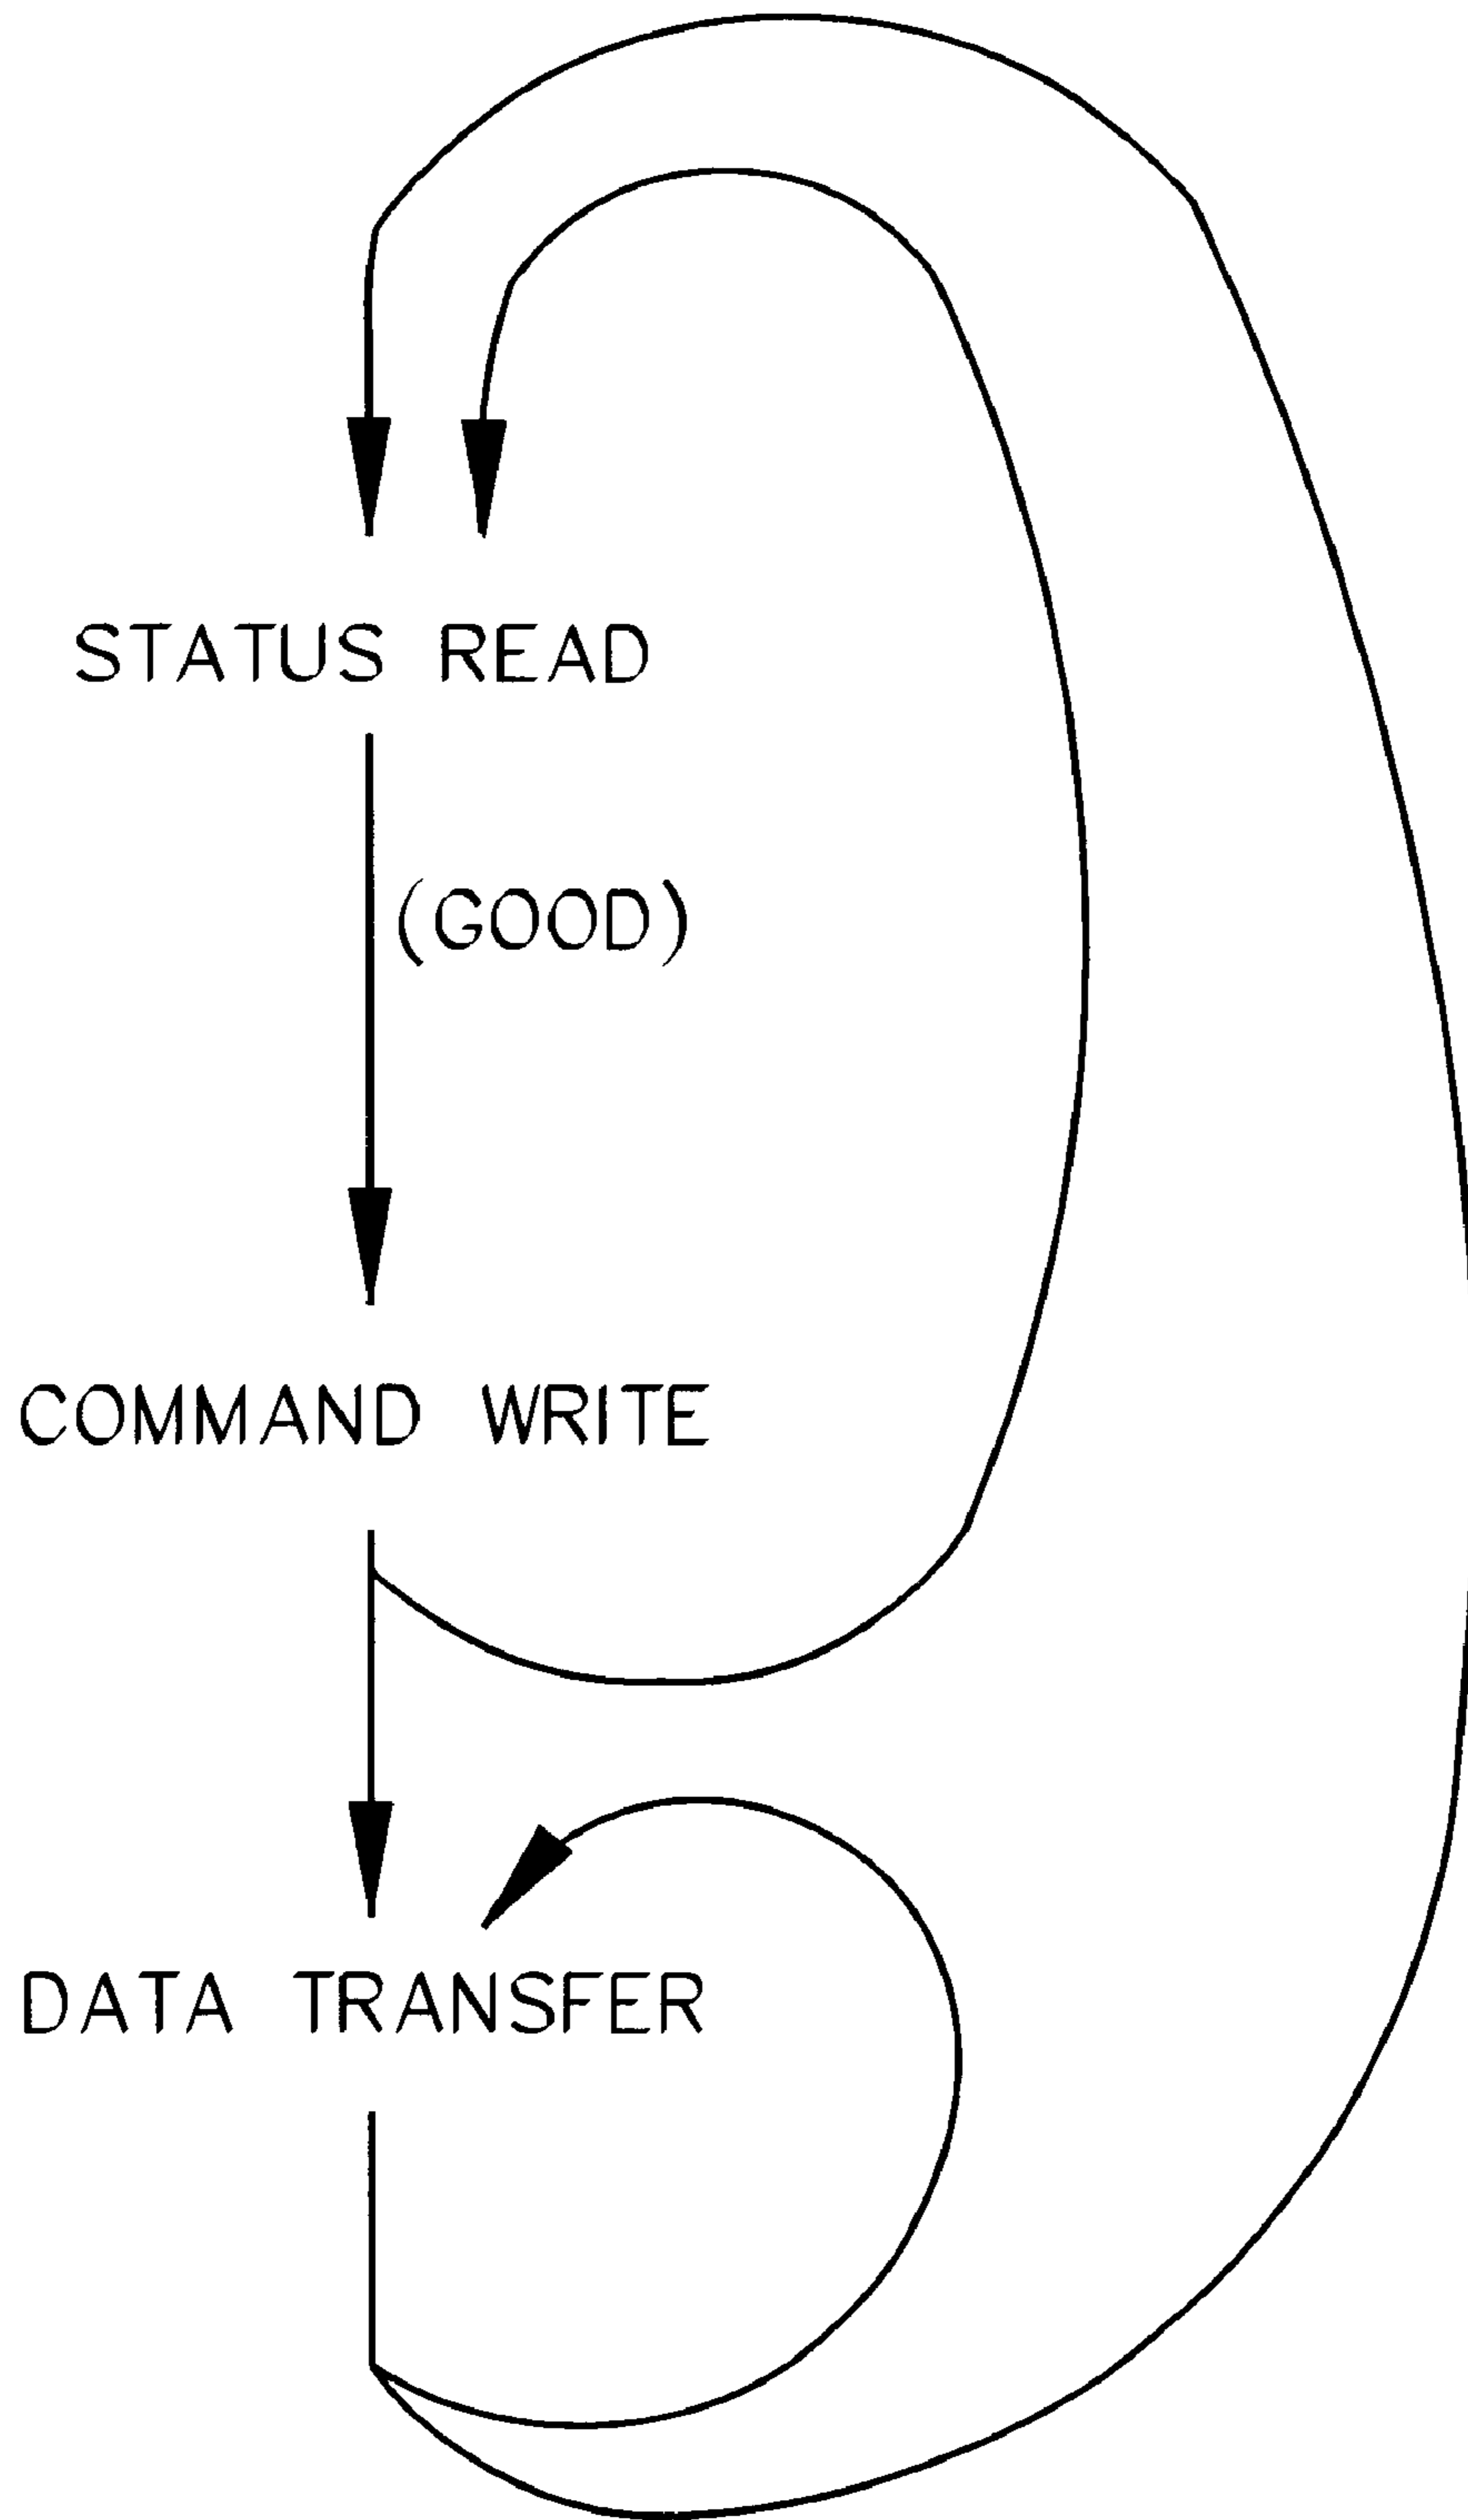 STATUS READ
(GOOD)
COMMAND WRITE
DATA TRANSFER